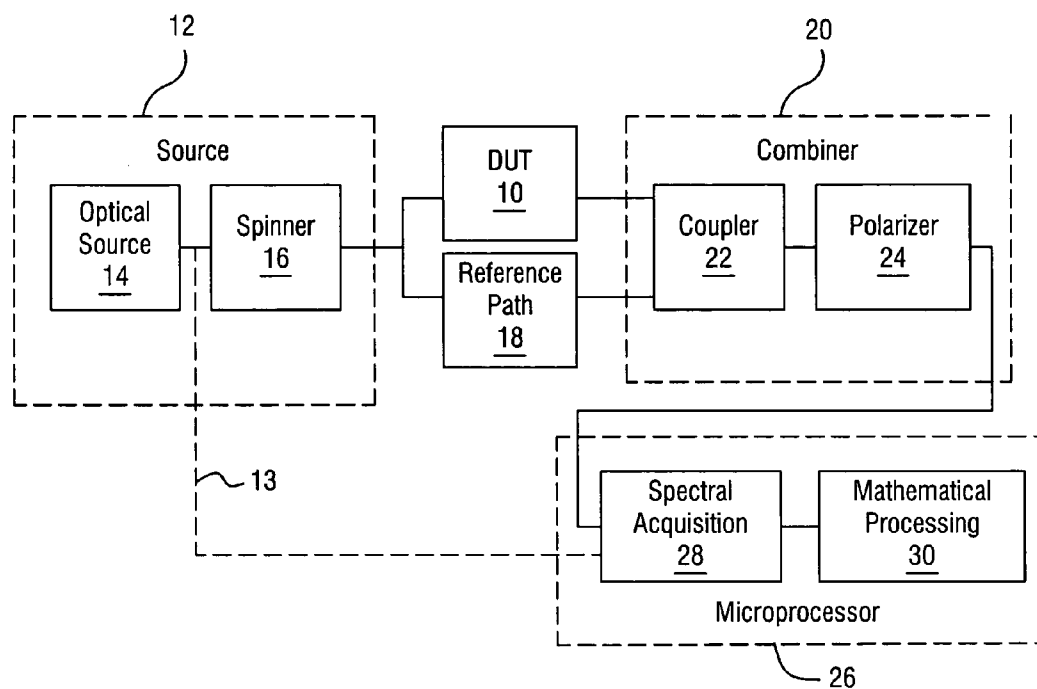 12
20
Source
Optical
Source
14
Spinner
16
DUT
10
Reference
Path
18
Combiner
Coupler
22
Polarizer
24
13
Spectral
Acquisition
28
Mathematical
Processing
30
Microprocessor
26